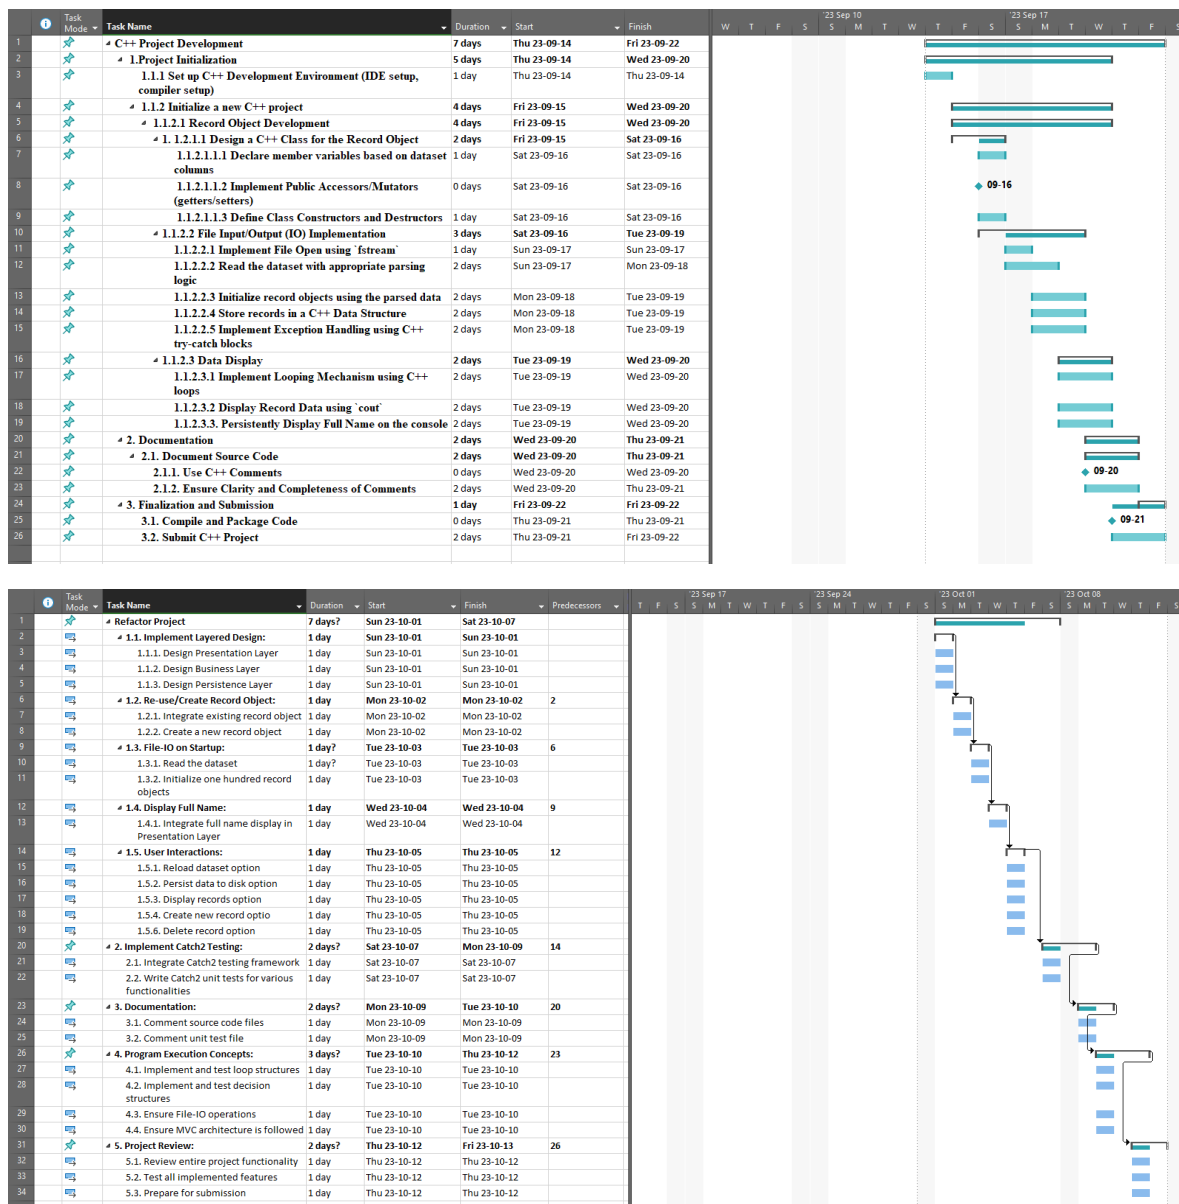 Task Mode Task Name Duration Start Finish '23 Sep 10 '23 Sep 17
W T F S S M T W T F S S M T W T F S
1 C++ Project Development 7 days Thu 23-09-14 Fri 23-09-22
2 1.Project Initialization 5 days Thu 23-09-14 Wed 23-09-20
3 1.1.1 Set up C++ Development Environment (IDE setup, 1 day Thu 23-09-14 Thu 23-09-14
compiler setup)
4 1.1.2 Initialize a new C++ project 4 days Fri 23-09-15 Wed 23-09-20
5 1.1.2.1 Record Object Development 4 days Fri 23-09-15 Wed 23-09-20
6 1. 1.2.1.1 Design a C++ Class for the Record Object 2 days Fri 23-09-15 Sat 23-09-16
7 1.1.2.1.1.1 Declare member variables based on dataset 1 day Sat 23-09-16 Sat 23-09-16
columns
8 1.1.2.1.1.2 Implement Public Accessors/Mutators 0 days Sat 23-09-16 Sat 23-09-16 09-16
(getters/setters)
9 1.1.2.1.1.3 Define Class Constructors and Destructors 1 day Sat 23-09-16 Sat 23-09-16
10 1.1.2.2 File Input/Output (IO) Implementation 3 days Sat 23-09-16 Tue 23-09-19
11 1.1.2.2.1 Implement File Open using `fstream` 1 day Sun 23-09-17 Sun 23-09-17
12 1.1.2.2.2 Read the dataset with appropriate parsing 2 days Sun 23-09-17 Mon 23-09-18
logic
13 1.1.2.2.3 Initialize record objects using the parsed data 2 days Mon 23-09-18 Tue 23-09-19
14 1.1.2.2.4 Store records in a C++ Data Structure 2 days Mon 23-09-18 Tue 23-09-19
15 1.1.2.2.5 Implement Exception Handling using C++ 2 days Mon 23-09-18 Tue 23-09-19
try-catch blocks
16 1.1.2.3 Data Display 2 days Tue 23-09-19 Wed 23-09-20
17 1.1.2.3.1 Implement Looping Mechanism using C++ 2 days Tue 23-09-19 Wed 23-09-20
loops
18 1.1.2.3.2 Display Record Data using `cout` 2 days Tue 23-09-19 Wed 23-09-20
19 1.1.2.3.3. Persistently Display Full Name on the console 2 days Tue 23-09-19 Wed 23-09-20
20 2. Documentation 2 days Wed 23-09-20 Thu 23-09-21
21 2.1. Document Source Code 2 days Wed 23-09-20 Thu 23-09-21
22 2.1.1. Use C++ Comments 0 days Wed 23-09-20 Wed 23-09-20 09-20
23 2.1.2. Ensure Clarity and Completeness of Comments 2 days Wed 23-09-20 Thu 23-09-21
24 3. Finalization and Submission 1 day Fri 23-09-22 Fri 23-09-22
25 3.1. Compile and Package Code 0 days Thu 23-09-21 Thu 23-09-21 09-21
26 3.2. Submit C++ Project 2 days Thu 23-09-21 Fri 23-09-22
Task Mode Task Name Duration Start Finish Predecessors '23 Sep 17 '23 Sep 24 '23 Oct 01 '23 Oct 08
T F S S M T W T F S S M T W T F S S M T W T F S S M T W T F S
1 Refactor Project 7 days? Sun 23-10-01 Sat 23-10-07
2 1.1. Implement Layered Design: 1 day Sun 23-10-01 Sun 23-10-01
3 1.1.1. Design Presentation Layer 1 day Sun 23-10-01 Sun 23-10-01
4 1.1.2. Design Business Layer 1 day Sun 23-10-01 Sun 23-10-01
5 1.1.3. Design Persistence Layer 1 day Sun 23-10-01 Sun 23-10-01
6 1.2. Re-use/Create Record Object: 1 day Mon 23-10-02 Mon 23-10-02 2
7 1.2.1. Integrate existing record object 1 day Mon 23-10-02 Mon 23-10-02
8 1.2.2. Create a new record object 1 day Mon 23-10-02 Mon 23-10-02
9 1.3. File-IO on Startup: 1 day? Tue 23-10-03 Tue 23-10-03 6
10 1.3.1. Read the dataset 1 day? Tue 23-10-03 Tue 23-10-03
11 1.3.2. Initialize one hundred record 1 day Tue 23-10-03 Tue 23-10-03
objects
12 1.4. Display Full Name: 1 day Wed 23-10-04 Wed 23-10-04 9
13 1.4.1. Integrate full name display in 1 day Wed 23-10-04 Wed 23-10-04
Presentation Layer
14 1.5. User Interactions: 1 day Thu 23-10-05 Thu 23-10-05 12
15 1.5.1. Reload dataset option 1 day Thu 23-10-05 Thu 23-10-05
16 1.5.2. Persist data to disk option 1 day Thu 23-10-05 Thu 23-10-05
17 1.5.3. Display records option 1 day Thu 23-10-05 Thu 23-10-05
18 1.5.4. Create new record optio 1 day Thu 23-10-05 Thu 23-10-05
19 1.5.6. Delete record option 1 day Thu 23-10-05 Thu 23-10-05
20 2. Implement Catch2 Testing: 2 days? Sat 23-10-07 Mon 23-10-09 14
21 2.1. Integrate Catch2 testing framework 1 day Sat 23-10-07 Sat 23-10-07
22 2.2. Write Catch2 unit tests for various 1 day Sat 23-10-07 Sat 23-10-07
functionalities
23 3. Documentation: 2 days? Mon 23-10-09 Tue 23-10-10 20
24 3.1. Comment source code files 1 day Mon 23-10-09 Mon 23-10-09
25 3.2. Comment unit test file 1 day Mon 23-10-09 Mon 23-10-09
26 4. Program Execution Concepts: 3 days? Tue 23-10-10 Thu 23-10-12 23
27 4.1. Implement and test loop structures 1 day Tue 23-10-10 Tue 23-10-10
28 4.2. Implement and test decision 1 day Tue 23-10-10 Tue 23-10-10
structures
29 4.3. Ensure File-IO operations 1 day Tue 23-10-10 Tue 23-10-10
30 4.4. Ensure MVC architecture is followed 1 day Tue 23-10-10 Tue 23-10-10
31 5. Project Review: 2 days? Thu 23-10-12 Fri 23-10-13 26
32 5.1. Review entire project functionality 1 day Thu 23-10-12 Thu 23-10-12
33 5.2. Test all implemented features 1 day Thu 23-10-12 Thu 23-10-12
34 5.3. Prepare for submission 1 day Thu 23-10-12 Thu 23-10-12